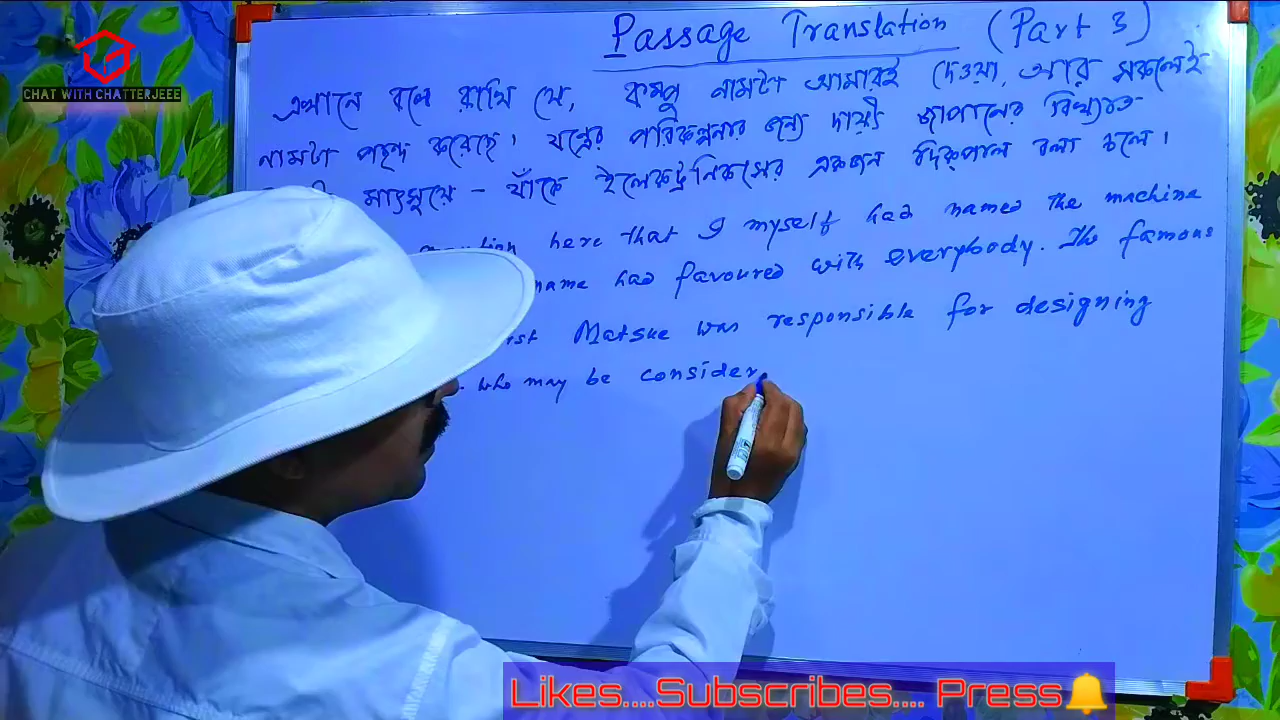 CHAT WITH CHATTERJEEE
Passage Translation (Part 3)
এখানে বলে রাখি যে, কম্পু নামটা আমারই দেওয়া, আর সকলেই
নামটা পছন্দ করেছে। যন্ত্রের পরিকল্পনার জন্যে দায়ী জাপানের বিখ্যাত
মাৎসুয়ে - যাঁকে ইলেকট্রনিকসের একজন দিকপাল বলা চলে।
here that I myself had named the machine
name had favoured with everybody. The famous
Matsue was responsible for designing
who may be consider
Likes....Subscribes.... Press